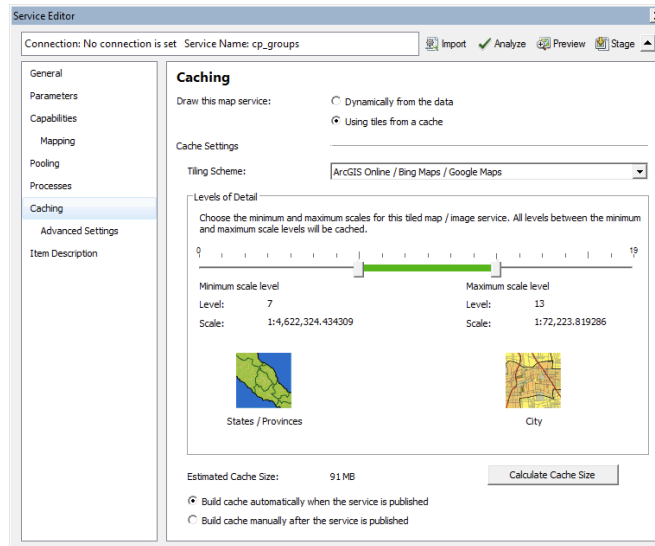 Service Editor
Connection: No connection is set Service Name: cp_groups
Import
Analyze
Preview
Stage
General
Parameters
Capabilities
Mapping
Pooling
Processes
Caching
Advanced Settings
Item Description
Caching
Draw this map service:
Dynamically from the data
Using tiles from a cache
Cache Settings
Tiling Scheme:
ArcGIS Online / Bing Maps / Google Maps
Levels of Detail
Choose the minimum and maximum scales for this tiled map / image service. All levels between the minimum
and maximum scale levels will be cached.
0
19
Minimum scale level
Level: 7
Scale: 1:4,622,324.434309
Maximum scale level
Level: 13
Scale: 1:72,223.819286
States / Provinces
City
Estimated Cache Size: 91 MB
Calculate Cache Size
Build cache automatically when the service is published
Build cache manually after the service is published